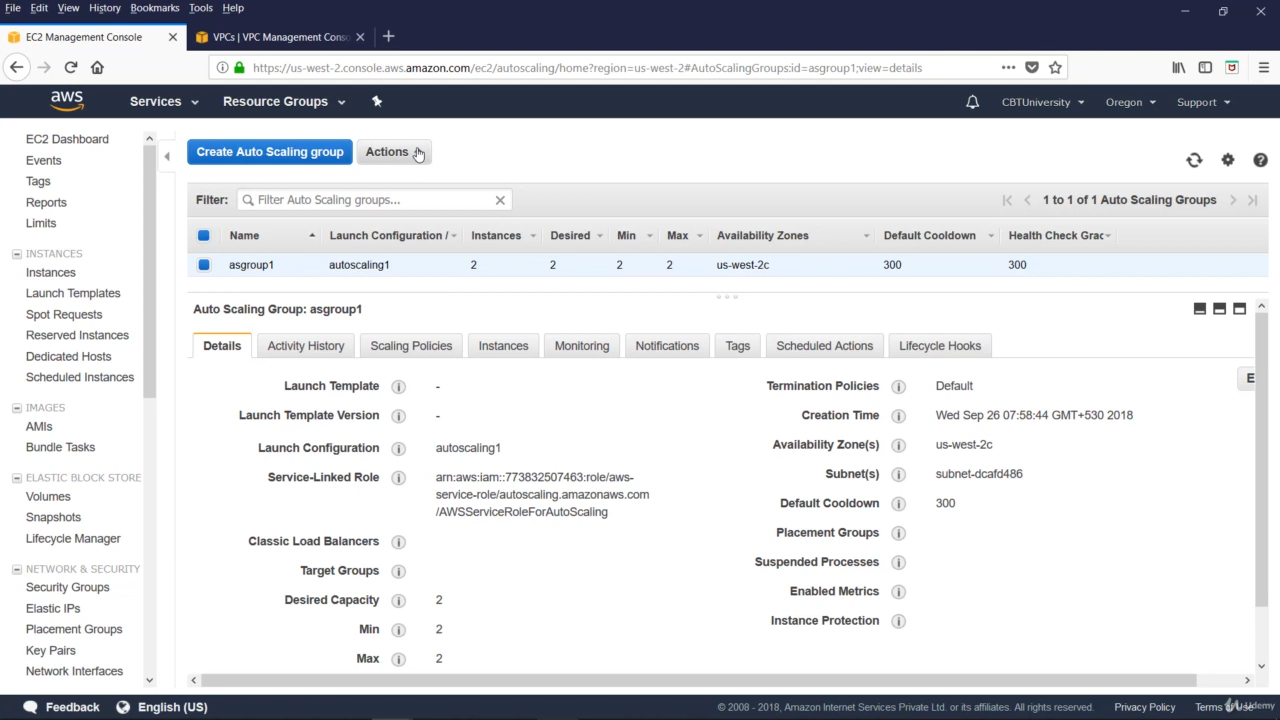 File Edit View History Bookmarks Tools Help
EC2 Management Console
VPCs | VPC Management Conso
https://us-west-2.console.aws.amazon.com/ec2/autoscaling/home?region=us-west-2#AutoScalingGroups:id=asgroup1;view=details
aws Services Resource Groups CBTUniversity Oregon Support
EC2 Dashboard
Events
Tags
Reports
Limits
INSTANCES
Instances
Launch Templates
Spot Requests
Reserved Instances
Dedicated Hosts
Scheduled Instances
IMAGES
AMIs
Bundle Tasks
ELASTIC BLOCK STORE
Volumes
Snapshots
Lifecycle Manager
NETWORK & SECURITY
Security Groups
Elastic IPs
Placement Groups
Key Pairs
Network Interfaces
Create Auto Scaling group Actions
Filter: Filter Auto Scaling groups... 1 to 1 of 1 Auto Scaling Groups
Name Launch Configuration / Instances Desired Min Max Availability Zones Default Cooldown Health Check Grac
asgroup1 autoscaling1 2 2 2 2 us-west-2c 300 300
Auto Scaling Group: asgroup1
Details Activity History Scaling Policies Instances Monitoring Notifications Tags Scheduled Actions Lifecycle Hooks
E
Launch Template -
Launch Template Version -
Launch Configuration autoscaling1
Service-Linked Role arn:aws:iam::773832507463:role/aws-
service-role/autoscaling.amazonaws.com
/AWSServiceRoleForAutoScaling
Classic Load Balancers
Target Groups
Desired Capacity 2
Min 2
Max 2
Termination Policies Default
Creation Time Wed Sep 26 07:58:44 GMT+530 2018
Availability Zone(s) us-west-2c
Subnet(s) subnet-dcafd486
Default Cooldown 300
Placement Groups
Suspended Processes
Enabled Metrics
Instance Protection
Feedback English (US) © 2008 - 2018, Amazon Internet Services Private Ltd. or its affiliates. All rights reserved. Privacy Policy Terms
Udemy